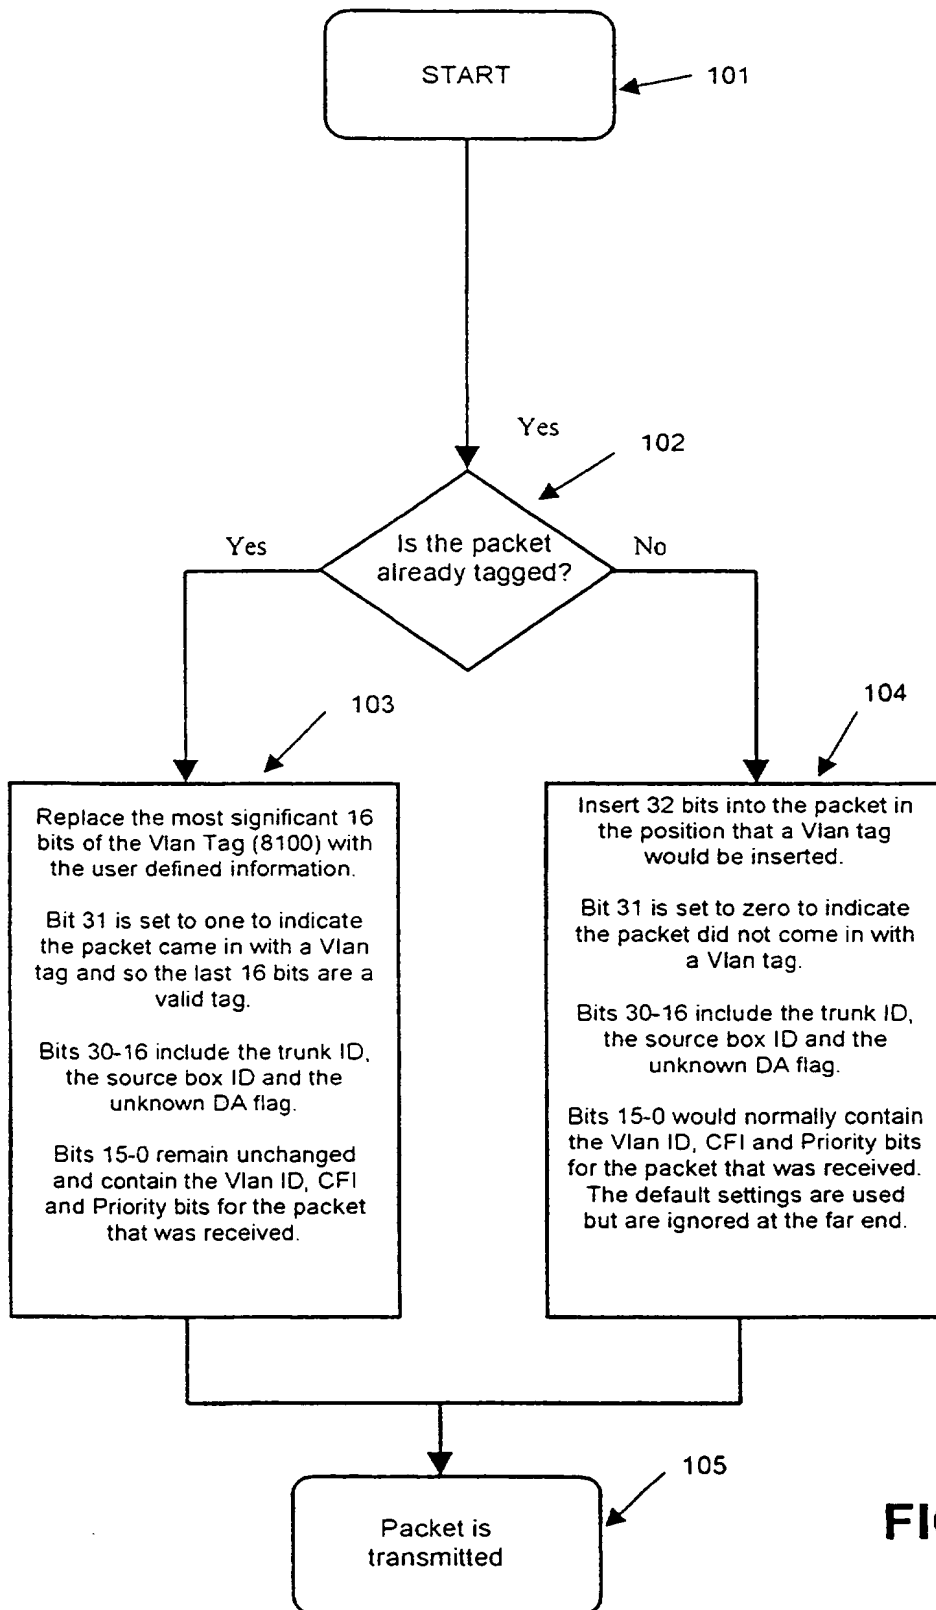 START
101
Yes
102
Is the packet
already tagged?
Yes
No
103
104
Replace the most significant 16
bits of the Vlan Tag (8100) with
the user defined information.
Bit 31 is set to one to indicate
the packet came in with a Vlan
tag and so the last 16 bits are a
valid tag.
Bits 30-16 include the trunk ID,
the source box ID and the
unknown DA flag.
Bits 15-0 remain unchanged
and contain the Vlan ID, CFI
and Priority bits for the packet
that was received.
Insert 32 bits into the packet in
the position that a Vlan tag
would be inserted.
Bit 31 is set to zero to indicate
the packet did not come in with
a Vlan tag.
Bits 30-16 include the trunk ID,
the source box ID and the
unknown DA flag.
Bits 15-0 would normally contain
the Vlan ID, CFI and Priority bits
for the packet that was received.
The default settings are used
but are ignored at the far end.
105
Packet is
transmitted